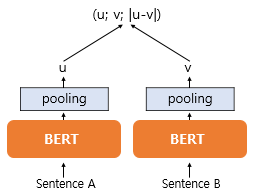 (u; v; |u-v|)
u v
pooling pooling
BERT BERT
Sentence A Sentence B